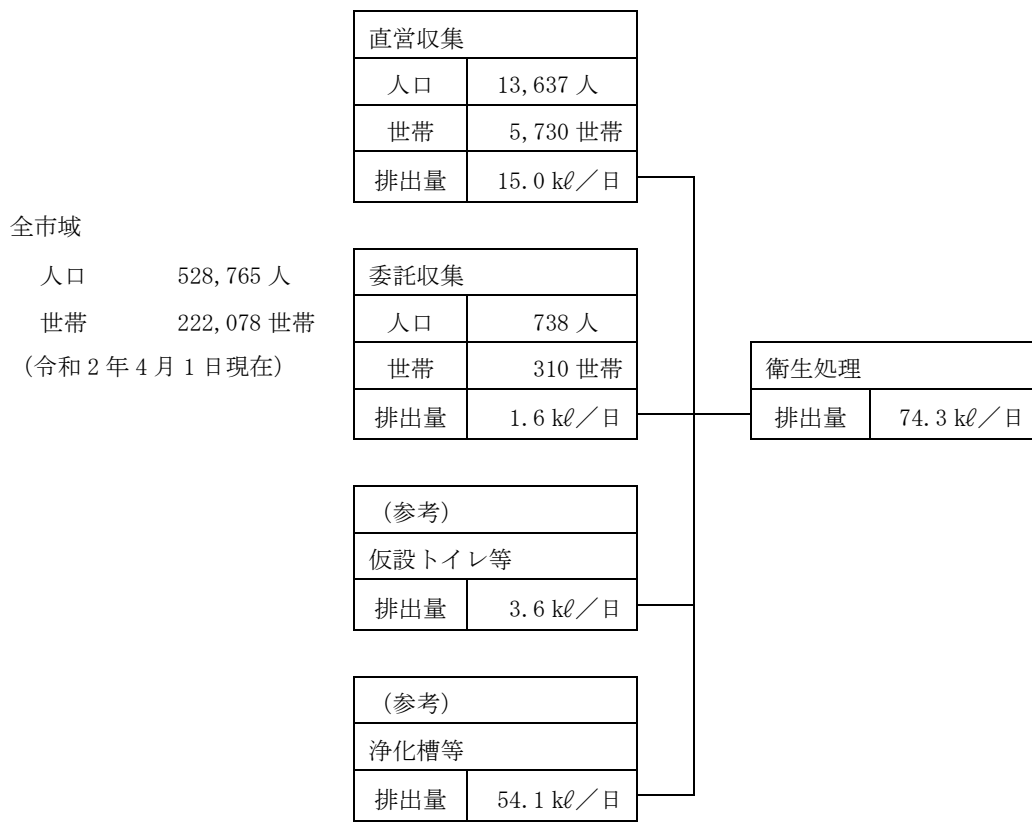 直営収集
人口 13,637 人
世帯 5,730 世帯
排出量 15.0 kℓ／日
全市域
人口 528,765 人
世帯 222,078 世帯
（令和２年４月１日現在）
委託収集
人口 738 人
世帯 310 世帯
排出量 1.6 kℓ／日
衛生処理
排出量 74.3 kℓ／日
（参考）
仮設トイレ等
排出量 3.6 kℓ／日
（参考）
浄化槽等
排出量 54.1 kℓ／日